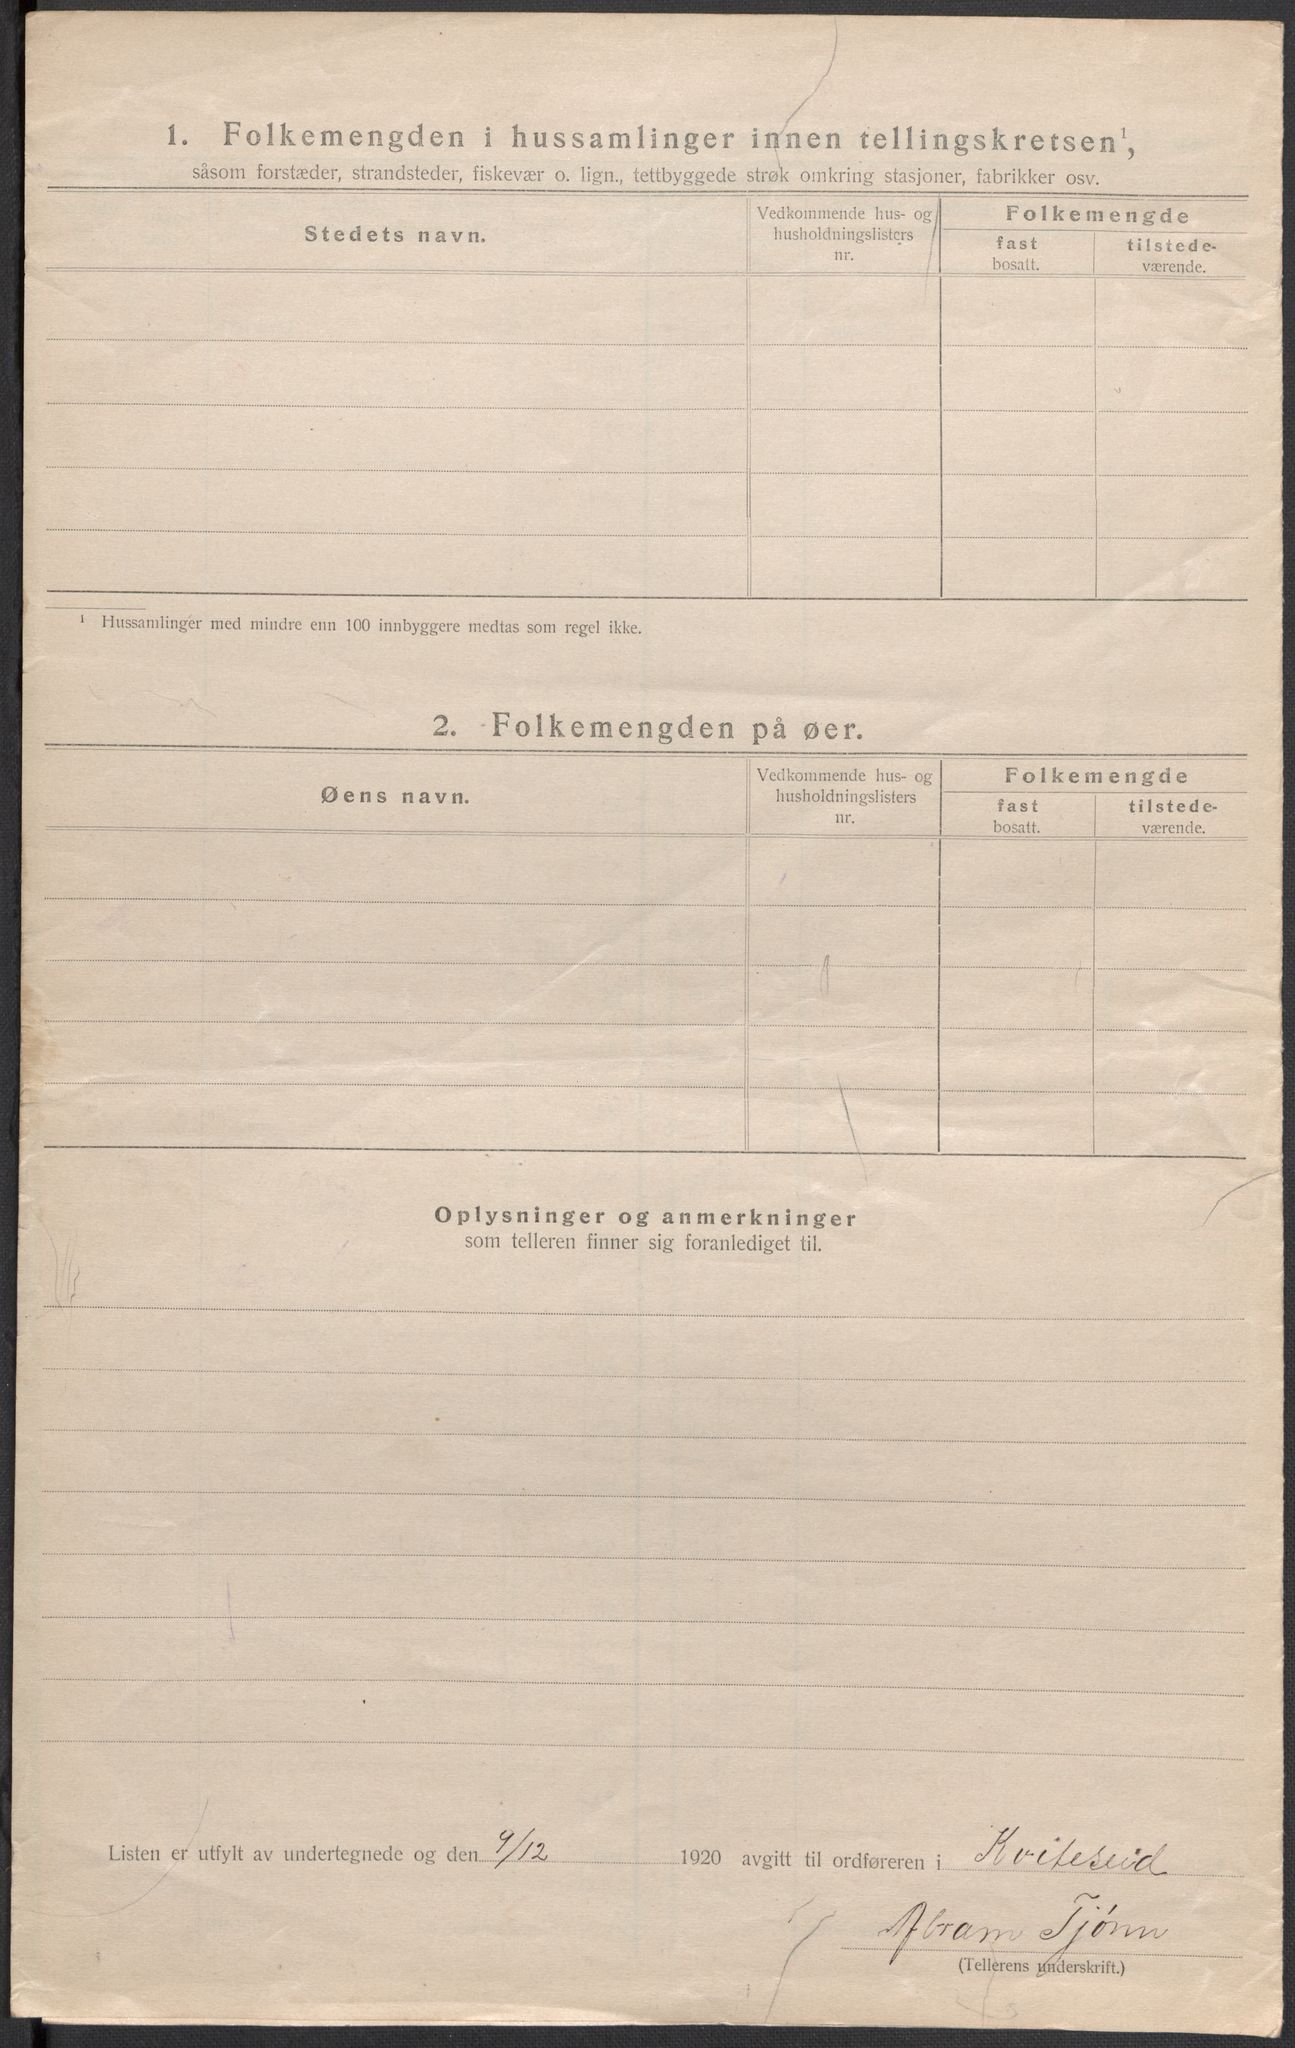 1. Folkemengden i hussamlinger innen tellingskretsen¹,
såsom forstæder, strandsteder, fiskevær o. lign., tettbyggede strøk omkring stasjoner, fabrikker osv.
Stedets navn.
Vedkommende hus- og
husholdningslisters
nr.
Folkemengde
fast
bosatt.
tilstede-
værende.
¹ Hussamlinger med mindre enn 100 innbyggere medtas som regel ikke.
2. Folkemengden på øer.
Øens navn.
Vedkommende hus- og
husholdningslisters
nr.
Folkemengde
fast
bosatt.
tilstede-
værende.
Oplysninger og anmerkninger
som telleren finner sig foranlediget til.
Listen er utfylt av undertegnede og den 9/12 1920 avgitt til ordføreren i Kviteseid
Abram Tjønn
(Tellerens underskrift.)